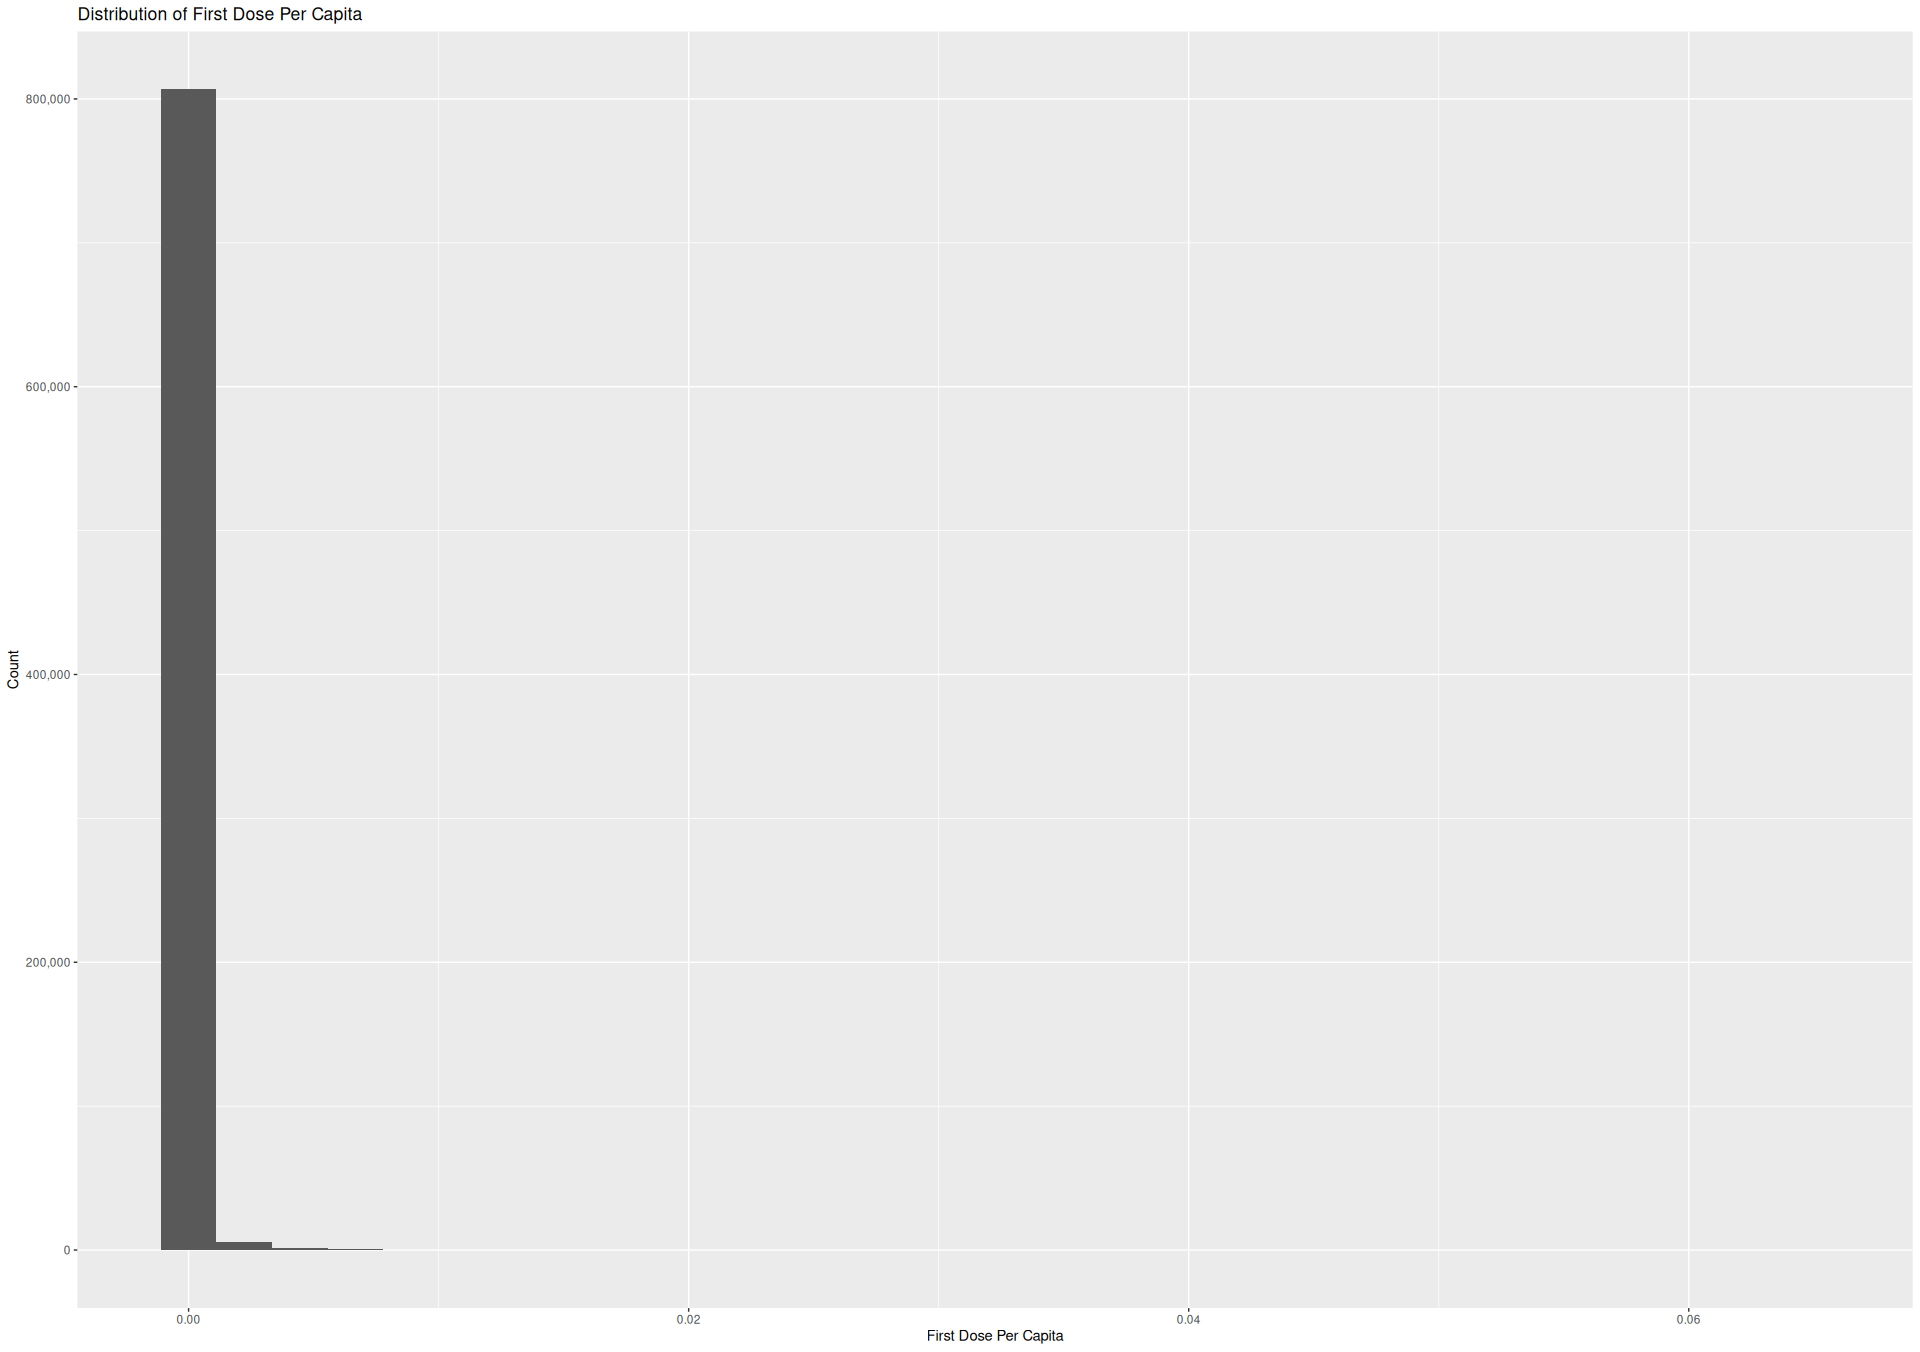 Distribution of First Dose Per Capita
800,000
600,000
400,000
200,000
0
Count
0.00 0.02 0.04 0.06
First Dose Per Capita